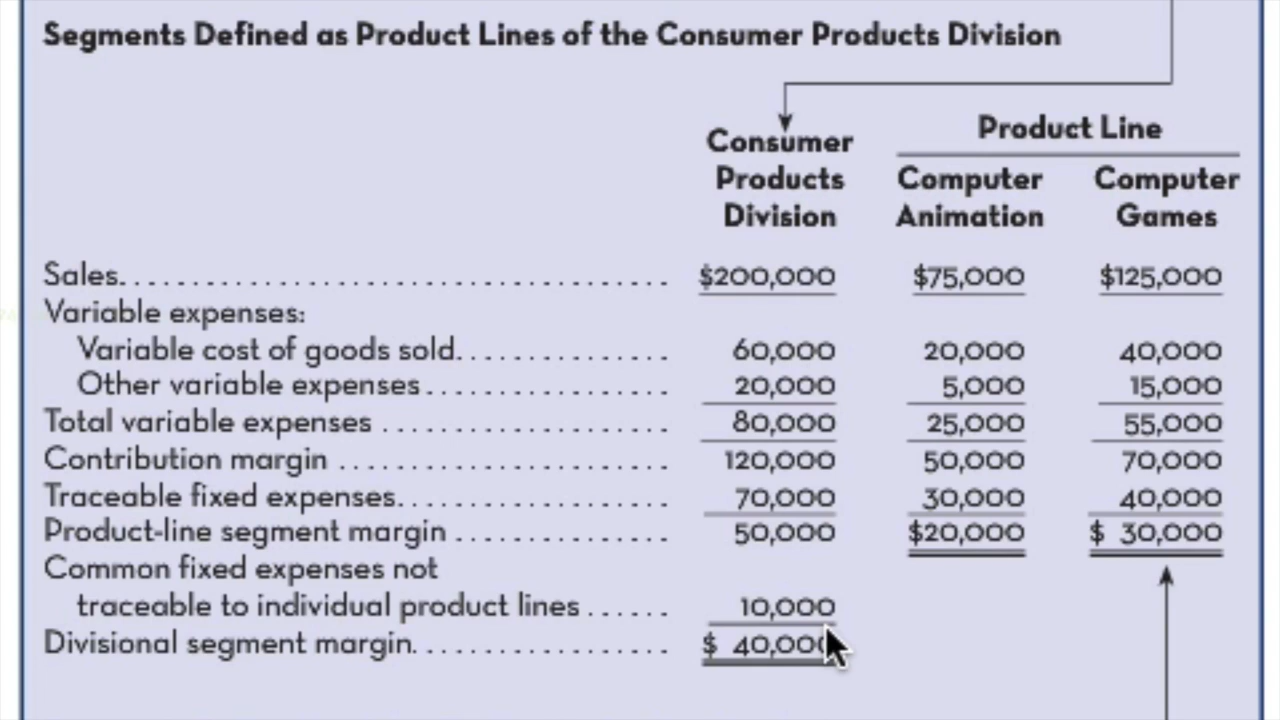 Segments Defined as Product Lines of the Consumer Products Division
Product Line
Consumer Products Division
Computer Animation
Computer Games
Sales. . . . . . . . . . . . . . . . . . . . . . . . . . . . . . . . . . . . . $200,000 $75,000 $125,000
Variable expenses:
Variable cost of goods sold. . . . . . . . . . . . . . . 60,000 20,000 40,000
Other variable expenses . . . . . . . . . . . . . . . . . 20,000 5,000 15,000
Total variable expenses . . . . . . . . . . . . . . . . . . . . 80,000 25,000 55,000
Contribution margin . . . . . . . . . . . . . . . . . . . . . . . 120,000 50,000 70,000
Traceable fixed expenses. . . . . . . . . . . . . . . . . . . 70,000 30,000 40,000
Product-line segment margin . . . . . . . . . . . . . . . 50,000 $20,000 $ 30,000
Common fixed expenses not
traceable to individual product lines . . . . . . 10,000
Divisional segment margin. . . . . . . . . . . . . . . . . . $ 40,000